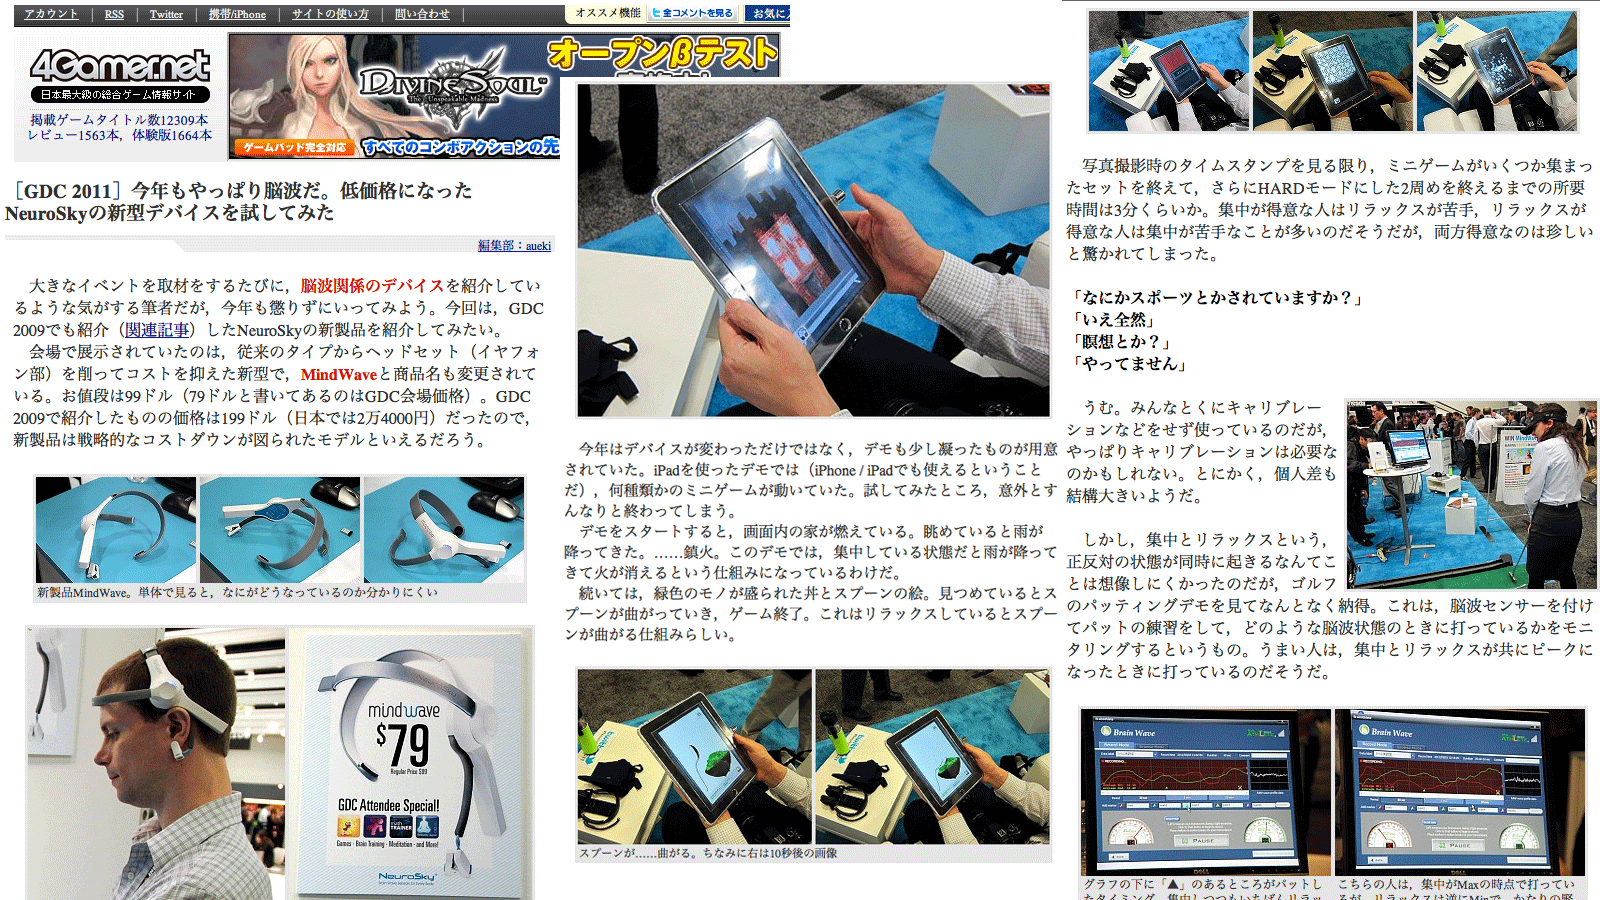 アカウント | RSS | Twitter | 携帯/iPhone | サイトの使い方 | 問い合わせ |
オススメ機能
全コメントを見る
お気に
4Gamer.net
日本最大級の総合ゲーム情報サイト
掲載ゲームタイトル数12309本
レビュー1563本，体験版1664本
オープンβテスト
DIVINE SOUL
The Unspeakable Madness
ゲームパッド完全対応
すべてのコンボアクションの先
［GDC 2011］今年もやっぱり脳波だ。低価格になった
NeuroSkyの新型デバイスを試してみた
編集部：aueki
大きなイベントを取材をするたびに，脳波関係のデバイスを紹介してい
るような気がする筆者だが，今年も懲りずにいってみよう。今回は，GDC
2009でも紹介（関連記事）したNeuroSkyの新製品を紹介してみたい。
会場で展示されていたのは，従来のタイプからヘッドセット（イヤフォ
ン部）を削ってコストを抑えた新型で，MindWaveと商品名も変更されて
いる。お値段は99ドル（79ドルと書いてあるのはGDC会場価格）。GDC
2009で紹介したものの価格は199ドル（日本では2万4000円）だったので，
新製品は戦略的なコストダウンが図られたモデルといえるだろう。
新製品MindWave。単体で見ると，なにがどうなっているのか分かりにくい
mindwave
$79
Regular Price $99
GDC Attendee Special!
Games · Brain Training · Meditation · and More!
NeuroSky
今年はデバイスが変わっただけではなく，デモも少し凝ったものが用意
されていた。iPadを使ったデモでは（iPhone / iPadでも使えるということ
だ），何種類かのミニゲームが動いていた。試してみたところ，意外とす
んなりと終わってしまう。
デモをスタートすると，画面内の家が燃えている。眺めていると雨が
降ってきた。……鎮火。このデモでは，集中している状態だと雨が降って
きて火が消えるという仕組みになっているわけだ。
続いては，緑色のモノが盛られた丼とスプーンの絵。見つめているとス
プーンが曲がっていき，ゲーム終了。これはリラックスしているとスプー
ンが曲がる仕組みらしい。
スプーンが……曲がる。ちなみに右は10秒後の画像
写真撮影時のタイムスタンプを見る限り，ミニゲームがいくつか集まっ
たセットを終えて，さらにHARDモードにした2周めを終えるまでの所要
時間は3分くらいか。集中が得意な人はリラックスが苦手，リラックスが
得意な人は集中が苦手なことが多いのだそうだが，両方得意なのは珍しい
と驚かれてしまった。
「なにかスポーツとかされていますか？」
「いえ全然」
「瞑想とか？」
「やってません」
うむ。みんなとくにキャリブレー
ションなどをせず使っているのだが，
やっぱりキャリブレーションは必要な
のかもしれない。とにかく，個人差も
結構大きいようだ。
しかし，集中とリラックスという，
正反対の状態が同時に起きるなんてこ
とは想像しにくかったのだが，ゴルフ
のパッティングデモを見てなんとなく納得。これは，脳波センサーを付け
てパットの練習をして，どのような脳波状態のときに打っているかをモニ
タリングするというもの。うまい人は，集中とリラックスが共にピークに
なったときに打っているのだそうだ。
Brain Wave
RECORDING
PAUSE
DELL
Brain Wave
RECORDING
PAUSE
DELL
グラフの下に「▲」のあるところがパットし
たタイミング。集中しつつもいちばんリラッ
こちらの人は，集中がMaxの時点で打ってい
るが，リラックスは逆にMinで，かなりの緊